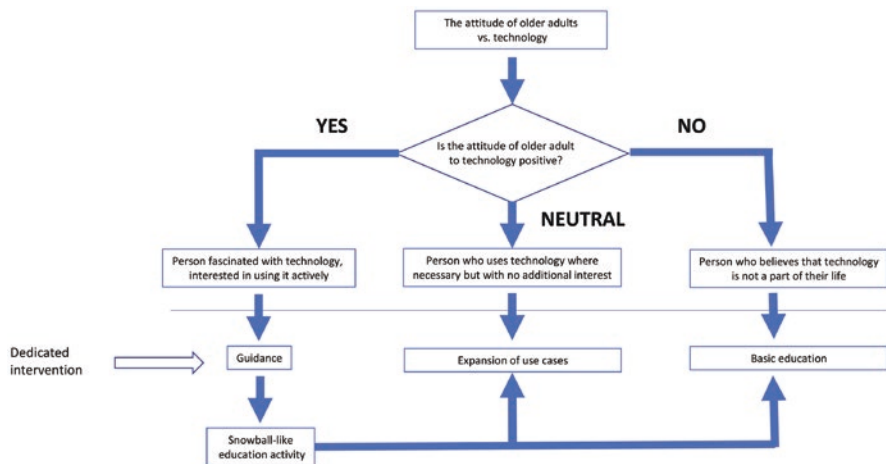 The attitude of older adults
vs. technology
YES
NO
Is the attitude of older adult
to technology positive?
NEUTRAL
Person fascinated with technology,
interested in using it actively
Person who uses technology where
necessary but with no additional interest
Person who believes that technology
is not a part of their life
Dedicated
intervention
Guidance
Expansion of use cases
Basic education
Snowball-like
education activity